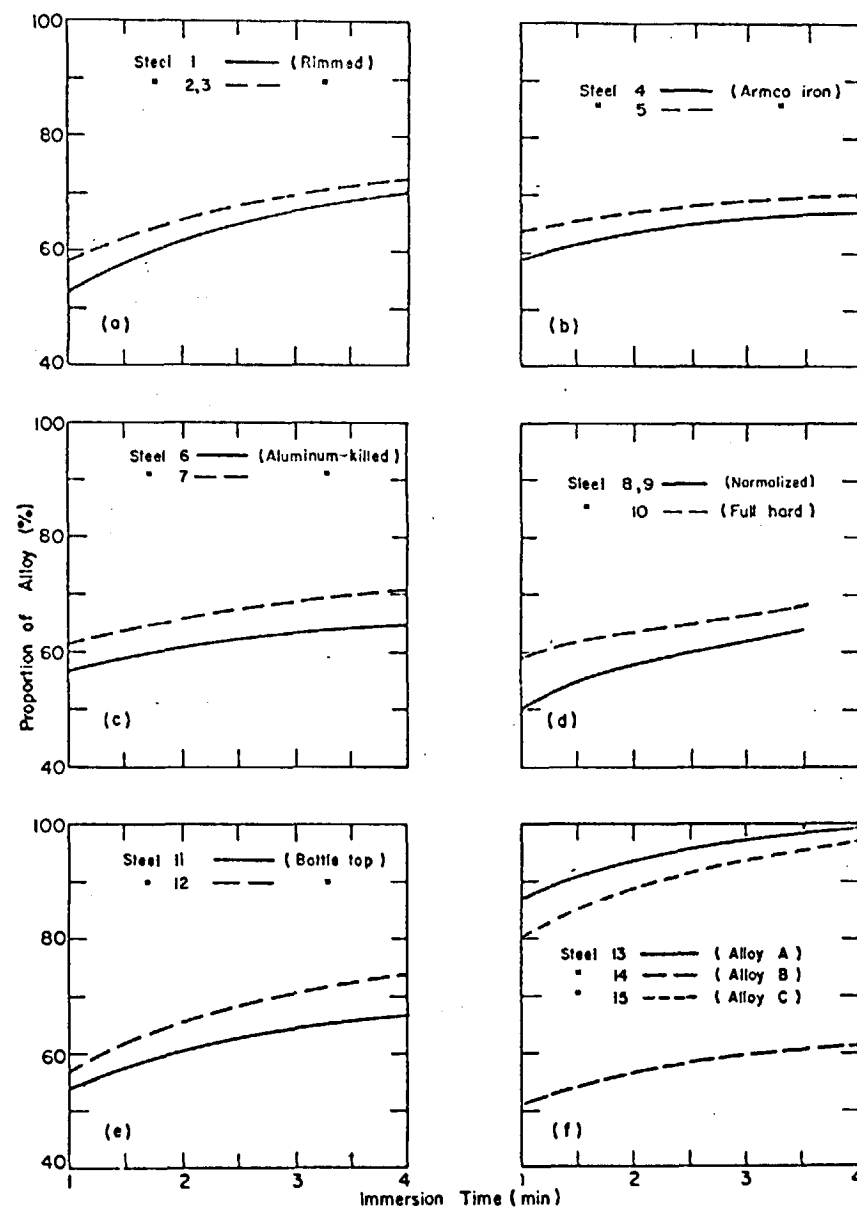 100
80
60
40
Steel 1 (Rimmed)
" 2,3 "
(a)
Steel 4 (Armco iron)
" 5 "
(b)
100
80
60
40
Steel 6 (Aluminum-killed)
" 7 "
(c)
Steel 8,9 (Normalized)
" 10 (Full hard)
(d)
Proportion of Alloy (%)
100
80
60
40
Steel 11 (Bottle top)
" 12 "
(e)
1 2 3 4
Steel 13 (Alloy A)
" 14 (Alloy B)
" 15 (Alloy C)
(f)
1 2 3 4
Immersion Time (min)